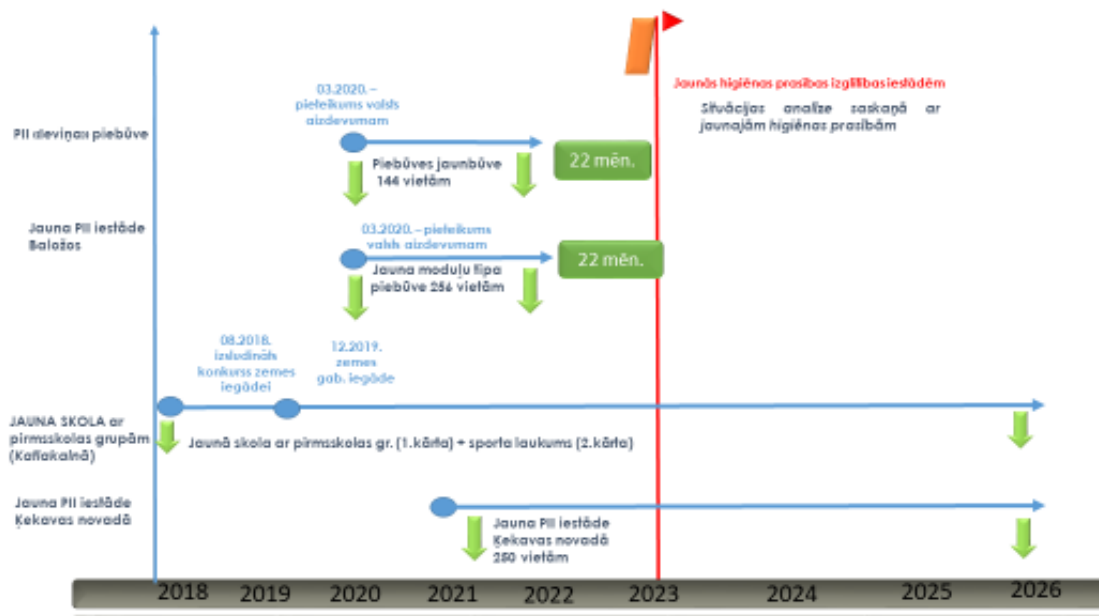 03.2020. –
pieteikums valsts
aizdevumam
Jaunās higiēnas prasības izglītības iestādēm
Situācijas analīze saskaņā ar
jaunajām higiēnas prasībām
PII Ieviņas piebūve
Piebūves jaunbūve
144 vietām
22 mēn.
Jauna PII iestāde
Baložos
03.2020. – pieteikums
valsts aizdevumam
Jauna moduļu tipa
piebūve 256 vietām
22 mēn.
08.2018.
izsludināts
konkurss zemes
iegādei
12.2019.
zemes
gab. iegāde
JAUNA SKOLA ar
pirmsskolas grupām
(Katlakalnā)
Jaunā skola ar pirmsskolas gr. (1.kārta) + sporta laukums (2.kārta)
Jauna PII iestāde
Ķekavas novadā
Jauna PII iestāde
Ķekavas novadā
250 vietām
2018 2019 2020 2021 2022 2023 2024 2025 2026